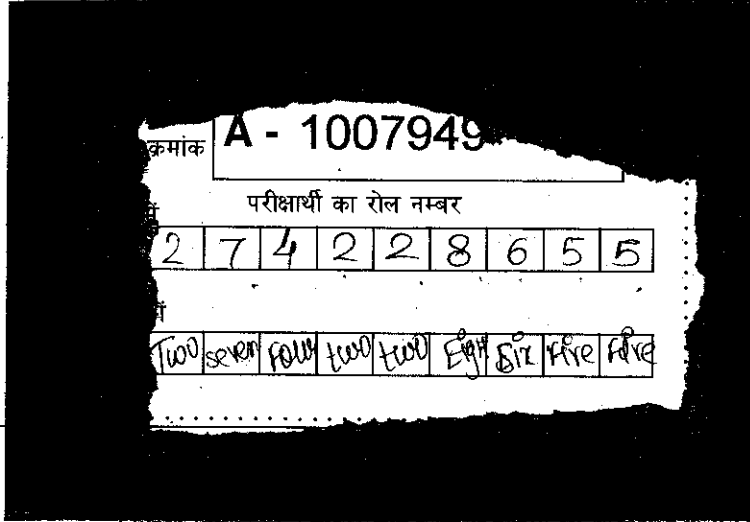 क्रमांक A - 1007949
परीक्षार्थी का रोल नम्बर
2 7 4 2 2 8 6 5 5
Two seven Four two two Eigh Six Five Five